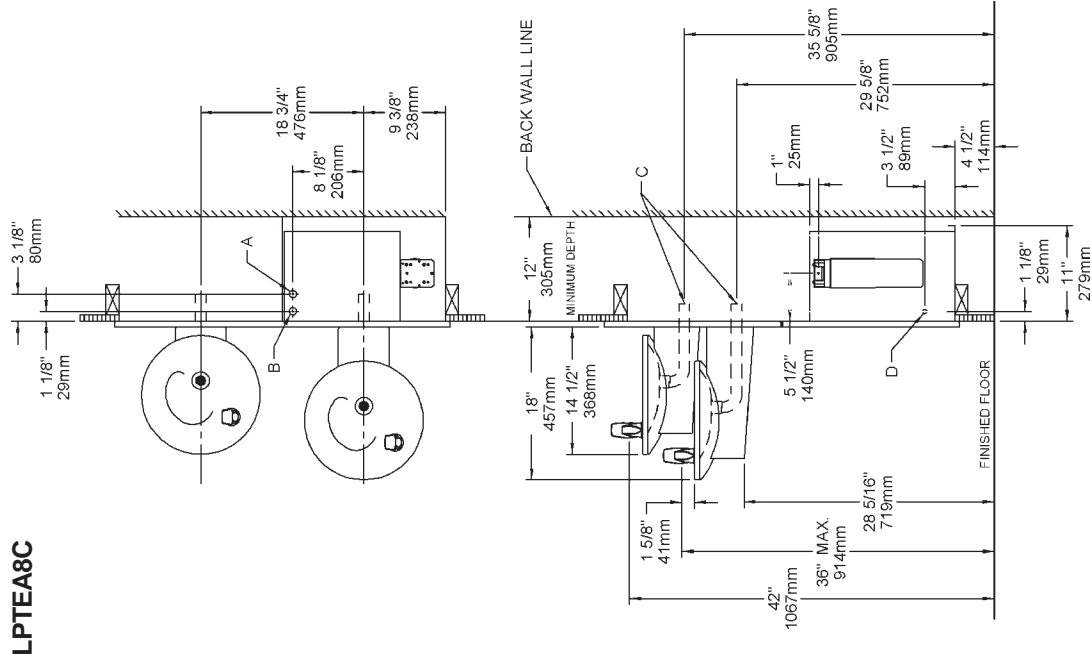 LPTEA8C
3 1/8"
80mm
1 1/8"
29mm
A
B
18 3/4"
476mm
8 1/8"
206mm
9 3/8"
238mm
BACK WALL LINE
12"
305mm
MINIMUM DEPTH
C
35 5/8"
905mm
29 5/8"
752mm
1"
25mm
3 1/2"
89mm
4 1/2"
114mm
1 1/8"
29mm
11"
279mm
18"
457mm
14 1/2"
368mm
5 1/2"
140mm
D
FINISHED FLOOR
1 5/8"
41mm
28 5/16"
719mm
36" MAX.
914mm
42"
1067mm